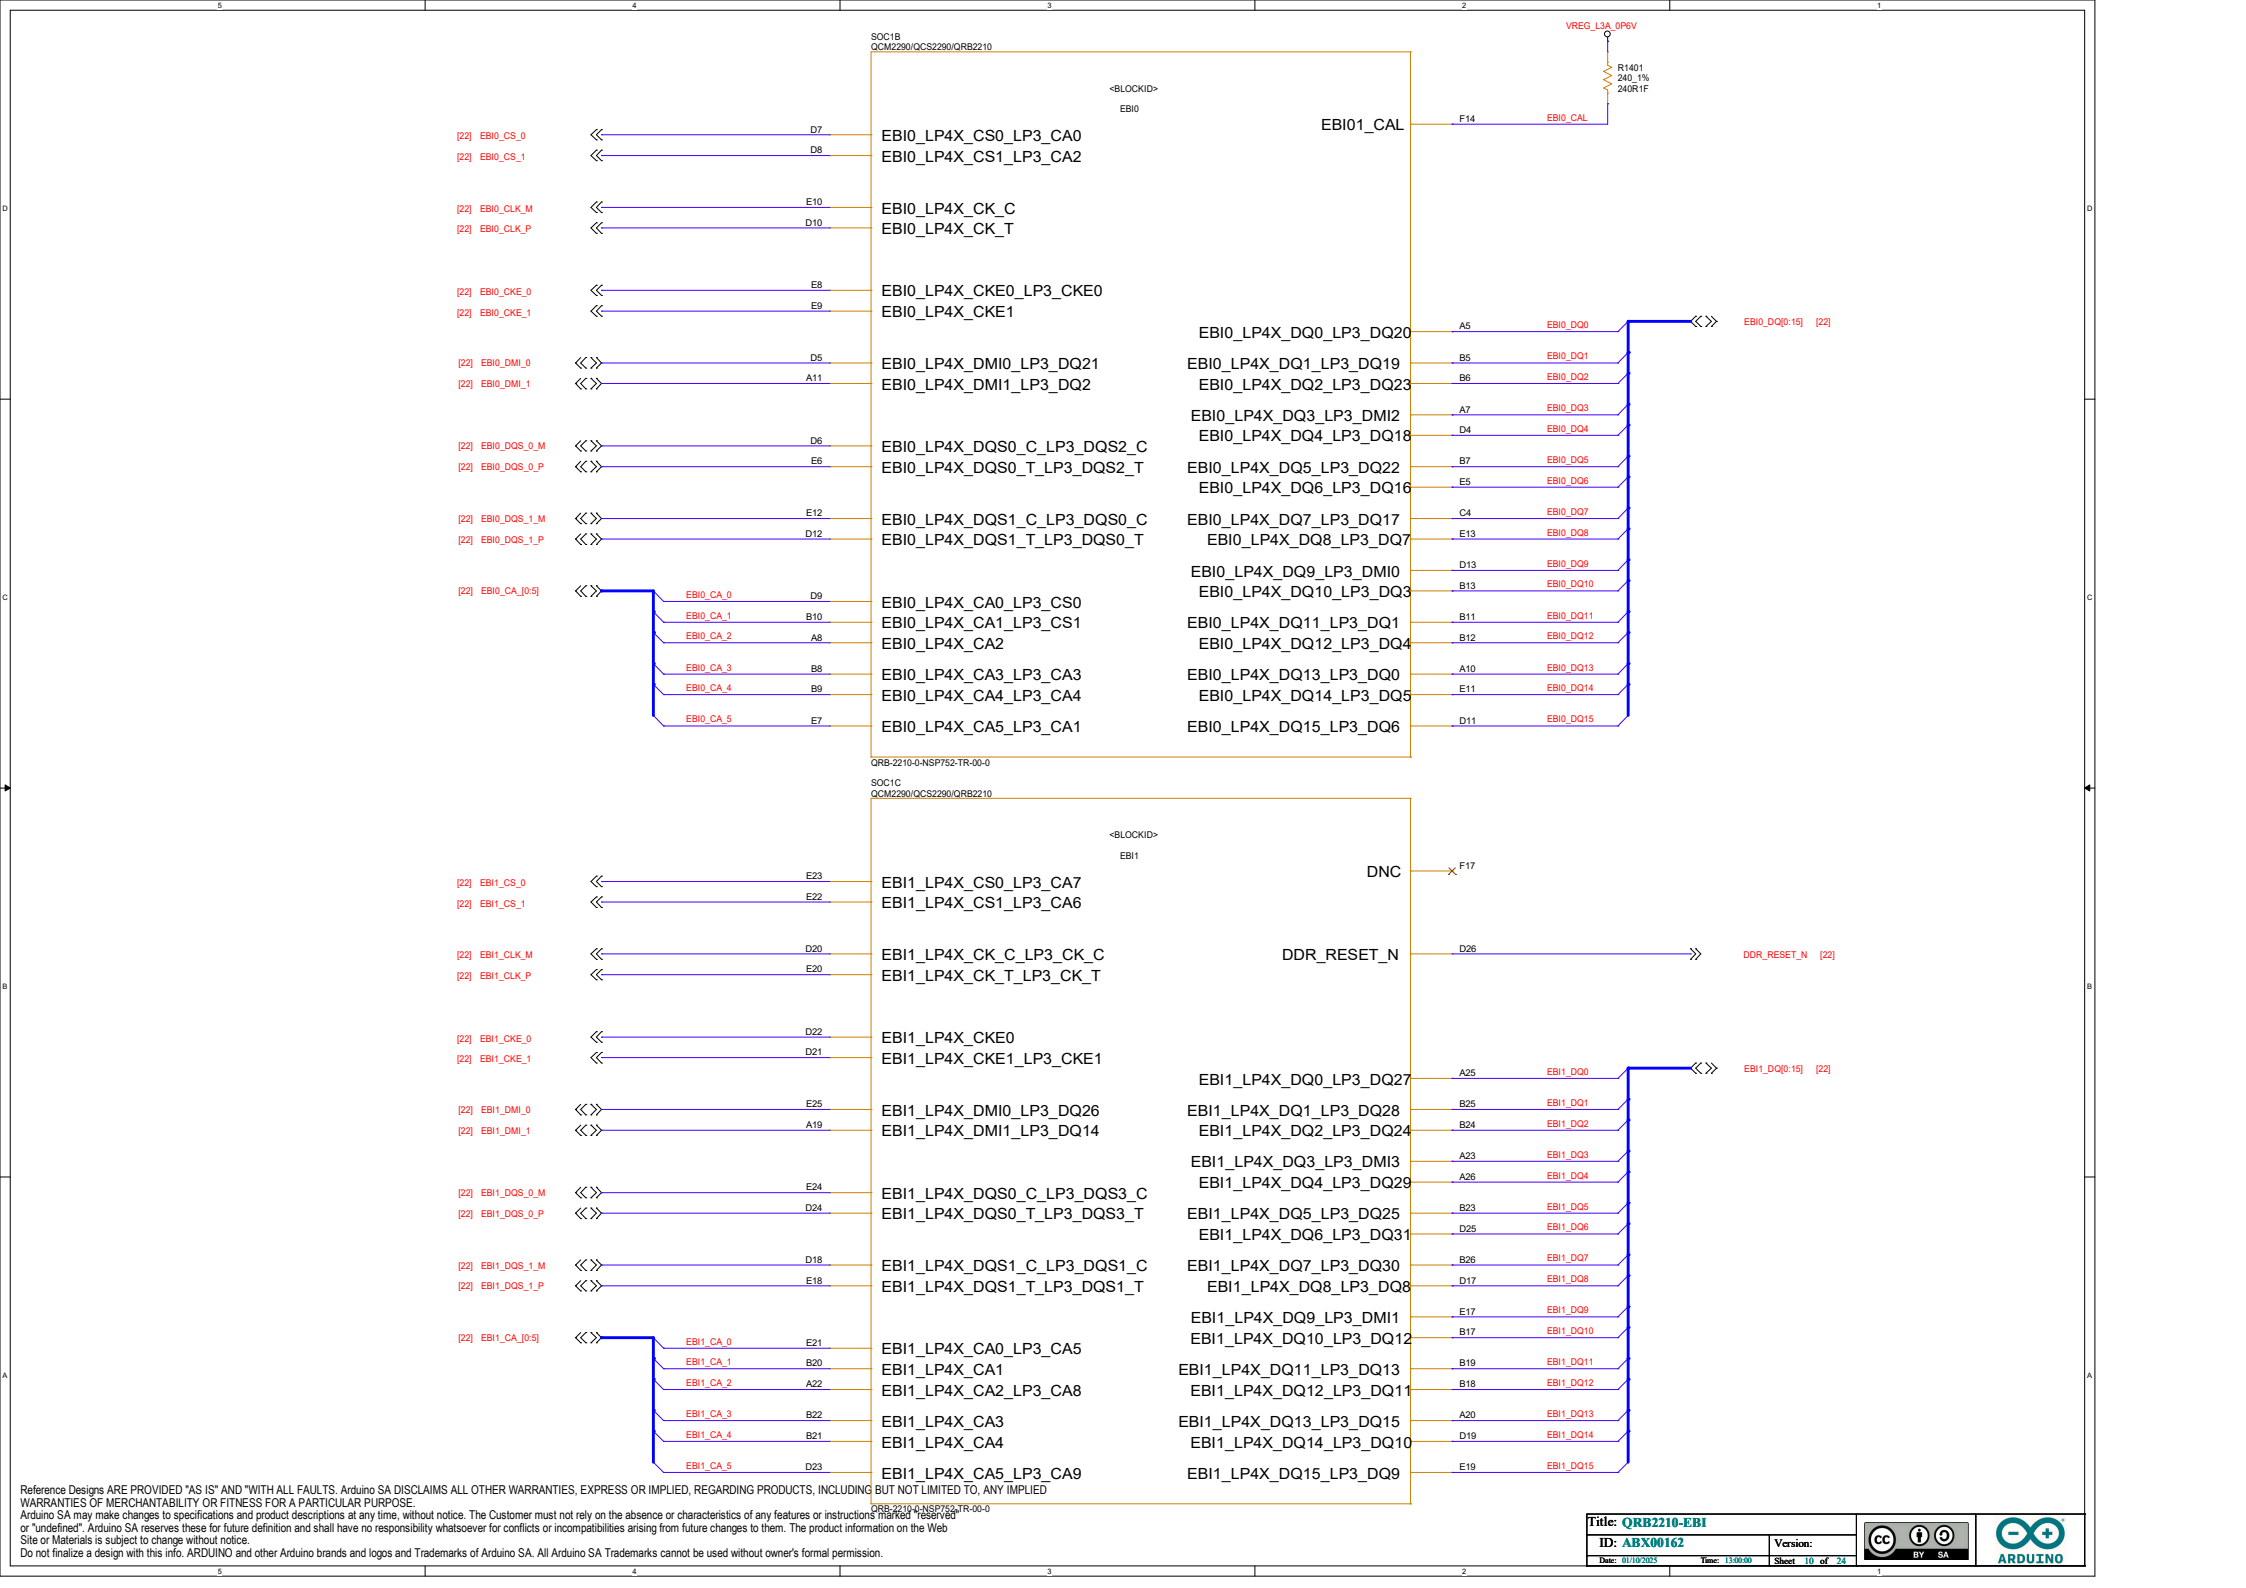 5 4 3 2 1
SOC1B
QCM2290/QCS2290/QRB2210
<BLOCKID>
EBI0
VREG_L3A_0P6V
R1401
240_1%
240R1F
EBI01_CAL F14 EBI0_CAL
[22] EBI0_CS_0 D7 EBI0_LP4X_CS0_LP3_CA0
[22] EBI0_CS_1 D8 EBI0_LP4X_CS1_LP3_CA2
[22] EBI0_CLK_M E10 EBI0_LP4X_CK_C
D D
[22] EBI0_CLK_P D10 EBI0_LP4X_CK_T
[22] EBI0_CKE_0 E8 EBI0_LP4X_CKE0_LP3_CKE0
[22] EBI0_CKE_1 E9 EBI0_LP4X_CKE1
EBI0_DQ[0:15] [22]
EBI0_LP4X_DQ0_LP3_DQ20 A5 EBI0_DQ0
[22] EBI0_DMI_0 D5 EBI0_LP4X_DMI0_LP3_DQ21 EBI0_LP4X_DQ1_LP3_DQ19 B5 EBI0_DQ1
[22] EBI0_DMI_1 A11 EBI0_LP4X_DMI1_LP3_DQ2 EBI0_LP4X_DQ2_LP3_DQ23 B6 EBI0_DQ2
EBI0_LP4X_DQ3_LP3_DMI2 A7 EBI0_DQ3
EBI0_LP4X_DQ4_LP3_DQ18 D4 EBI0_DQ4
[22] EBI0_DQS_0_M D6 EBI0_LP4X_DQS0_C_LP3_DQS2_C
[22] EBI0_DQS_0_P E6 EBI0_LP4X_DQS0_T_LP3_DQS2_T EBI0_LP4X_DQ5_LP3_DQ22 B7 EBI0_DQ5
EBI0_LP4X_DQ6_LP3_DQ16 E5 EBI0_DQ6
[22] EBI0_DQS_1_M E12 EBI0_LP4X_DQS1_C_LP3_DQS0_C EBI0_LP4X_DQ7_LP3_DQ17 C4 EBI0_DQ7
[22] EBI0_DQS_1_P D12 EBI0_LP4X_DQS1_T_LP3_DQS0_T EBI0_LP4X_DQ8_LP3_DQ7 E13 EBI0_DQ8
EBI0_LP4X_DQ9_LP3_DMI0 D13 EBI0_DQ9
[22] EBI0_CA_[0:5] EBI0_LP4X_DQ10_LP3_DQ3 B13 EBI0_DQ10
C C
EBI0_CA_0 D9 EBI0_LP4X_CA0_LP3_CS0
EBI0_CA_1 B10 EBI0_LP4X_CA1_LP3_CS1 EBI0_LP4X_DQ11_LP3_DQ1 B11 EBI0_DQ11
EBI0_CA_2 A8 EBI0_LP4X_CA2 EBI0_LP4X_DQ12_LP3_DQ4 B12 EBI0_DQ12
EBI0_CA_3 B8 EBI0_LP4X_CA3_LP3_CA3 EBI0_LP4X_DQ13_LP3_DQ0 A10 EBI0_DQ13
EBI0_CA_4 B9 EBI0_LP4X_CA4_LP3_CA4 EBI0_LP4X_DQ14_LP3_DQ5 E11 EBI0_DQ14
EBI0_CA_5 E7 EBI0_LP4X_CA5_LP3_CA1 EBI0_LP4X_DQ15_LP3_DQ6 D11 EBI0_DQ15
QRB-2210-0-NSP752-TR-00-0
SOC1C
QCM2290/QCS2290/QRB2210
<BLOCKID>
EBI1
DNC F17
[22] EBI1_CS_0 E23 EBI1_LP4X_CS0_LP3_CA7
[22] EBI1_CS_1 E22 EBI1_LP4X_CS1_LP3_CA6
[22] EBI1_CLK_M D20 EBI1_LP4X_CK_C_LP3_CK_C DDR_RESET_N D26 DDR_RESET_N [22]
[22] EBI1_CLK_P E20 EBI1_LP4X_CK_T_LP3_CK_T
B B
[22] EBI1_CKE_0 D22 EBI1_LP4X_CKE0
[22] EBI1_CKE_1 D21 EBI1_LP4X_CKE1_LP3_CKE1
EBI1_DQ[0:15] [22]
EBI1_LP4X_DQ0_LP3_DQ27 A25 EBI1_DQ0
[22] EBI1_DMI_0 E25 EBI1_LP4X_DMI0_LP3_DQ26 EBI1_LP4X_DQ1_LP3_DQ28 B25 EBI1_DQ1
[22] EBI1_DMI_1 A19 EBI1_LP4X_DMI1_LP3_DQ14 EBI1_LP4X_DQ2_LP3_DQ24 B24 EBI1_DQ2
EBI1_LP4X_DQ3_LP3_DMI3 A23 EBI1_DQ3
EBI1_LP4X_DQ4_LP3_DQ29 A26 EBI1_DQ4
[22] EBI1_DQS_0_M E24 EBI1_LP4X_DQS0_C_LP3_DQS3_C
[22] EBI1_DQS_0_P D24 EBI1_LP4X_DQS0_T_LP3_DQS3_T EBI1_LP4X_DQ5_LP3_DQ25 B23 EBI1_DQ5
EBI1_LP4X_DQ6_LP3_DQ31 D25 EBI1_DQ6
[22] EBI1_DQS_1_M D18 EBI1_LP4X_DQS1_C_LP3_DQS1_C EBI1_LP4X_DQ7_LP3_DQ30 B26 EBI1_DQ7
[22] EBI1_DQS_1_P E18 EBI1_LP4X_DQS1_T_LP3_DQS1_T EBI1_LP4X_DQ8_LP3_DQ8 D17 EBI1_DQ8
EBI1_LP4X_DQ9_LP3_DMI1 E17 EBI1_DQ9
[22] EBI1_CA_[0:5] EBI1_LP4X_DQ10_LP3_DQ12 B17 EBI1_DQ10
EBI1_CA_0 E21 EBI1_LP4X_CA0_LP3_CA5
EBI1_CA_1 B20 EBI1_LP4X_CA1 EBI1_LP4X_DQ11_LP3_DQ13 B19 EBI1_DQ11
A A
EBI1_CA_2 A22 EBI1_LP4X_CA2_LP3_CA8 EBI1_LP4X_DQ12_LP3_DQ11 B18 EBI1_DQ12
EBI1_CA_3 B22 EBI1_LP4X_CA3 EBI1_LP4X_DQ13_LP3_DQ15 A20 EBI1_DQ13
EBI1_CA_4 B21 EBI1_LP4X_CA4 EBI1_LP4X_DQ14_LP3_DQ10 D19 EBI1_DQ14
EBI1_CA_5 D23 EBI1_LP4X_CA5_LP3_CA9 EBI1_LP4X_DQ15_LP3_DQ9 E19 EBI1_DQ15
QRB-2210-0-NSP752-TR-00-0
Reference Designs ARE PROVIDED "AS IS" AND "WITH ALL FAULTS. Arduino SA DISCLAIMS ALL OTHER WARRANTIES, EXPRESS OR IMPLIED, REGARDING PRODUCTS, INCLUDING BUT NOT LIMITED TO, ANY IMPLIED
WARRANTIES OF MERCHANTABILITY OR FITNESS FOR A PARTICULAR PURPOSE.
Arduino SA may make changes to specifications and product descriptions at any time, without notice. The Customer must not rely on the absence or characteristics of any features or instructions marked "reserved"
or "undefined". Arduino SA reserves these for future definition and shall have no responsibility whatsoever for conflicts or incompatibilities arising from future changes to them. The product information on the Web
Site or Materials is subject to change without notice.
Do not finalize a design with this info. ARDUINO and other Arduino brands and logos and Trademarks of Arduino SA. All Arduino SA Trademarks cannot be used without owner's formal permission.
Title: QRB2210-EBI
ID: ABX00162 Version:
Date: 01/10/2025 Time: 13:00:00 Sheet 10 of 24
CC BY SA
ARDUINO
5 4 3 2 1